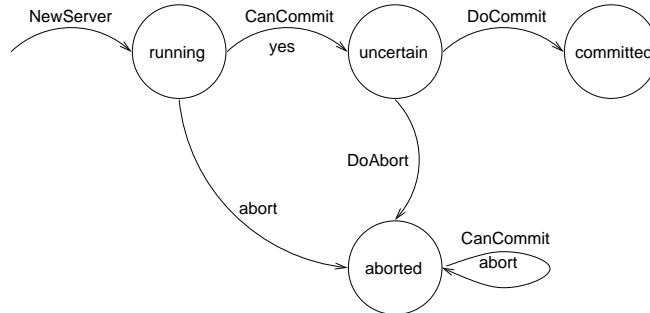 NewServer
CanCommit
DoCommit
running
yes
uncertain
committed
DoAbort
abort
CanCommit
aborted
abort